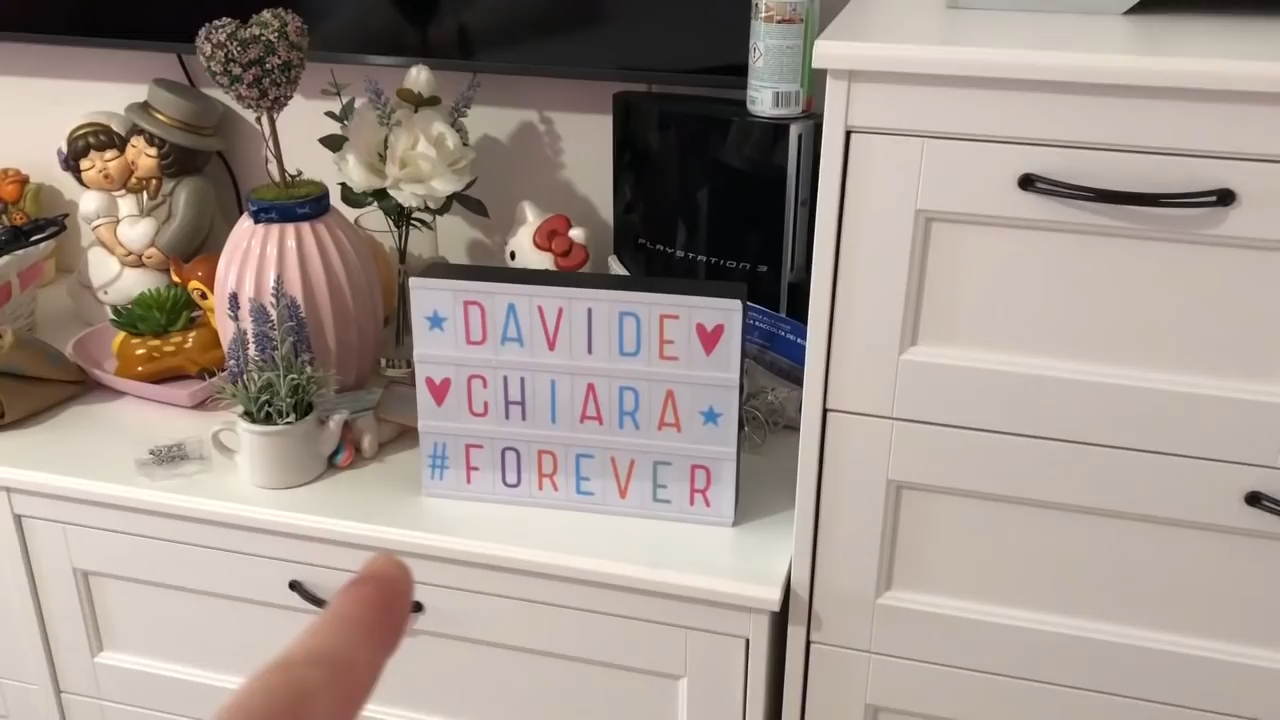 PLAYSTATION 3
★ DAVIDE ♥
♥ CHIARA ★
#FOREVER
LA RACCOLTA DEI